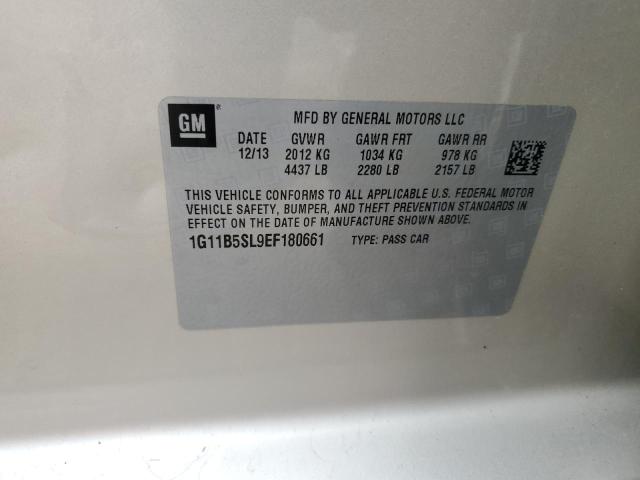 GM ® MFD BY GENERAL MOTORS LLC
DATE GVWR GAWR FRT GAWR RR
12/13 2012 KG 1034 KG 978 KG
4437 LB 2280 LB 2157 LB
THIS VEHICLE CONFORMS TO ALL APPLICABLE U.S. FEDERAL MOTOR
VEHICLE SAFETY, BUMPER, AND THEFT PREVENTION STANDARDS IN
EFFECT ON THE DATE OF MANUFACTURE SHOWN ABOVE.
1G11B5SL9EF180661 TYPE: PASS CAR